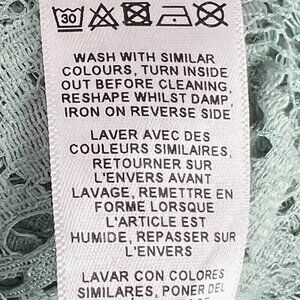 30
WASH WITH SIMILAR
COLOURS, TURN INSIDE
OUT BEFORE CLEANING,
RESHAPE WHILST DAMP,
IRON ON REVERSE SIDE
LAVER AVEC DES
COULEURS SIMILAIRES,
RETOURNER SUR
L'ENVERS AVANT
LAVAGE, REMETTRE EN
FORME LORSQUE
L'ARTICLE EST
HUMIDE, REPASSER SUR
L'ENVERS
LAVAR CON COLORES
SIMILARES, PONER DEL